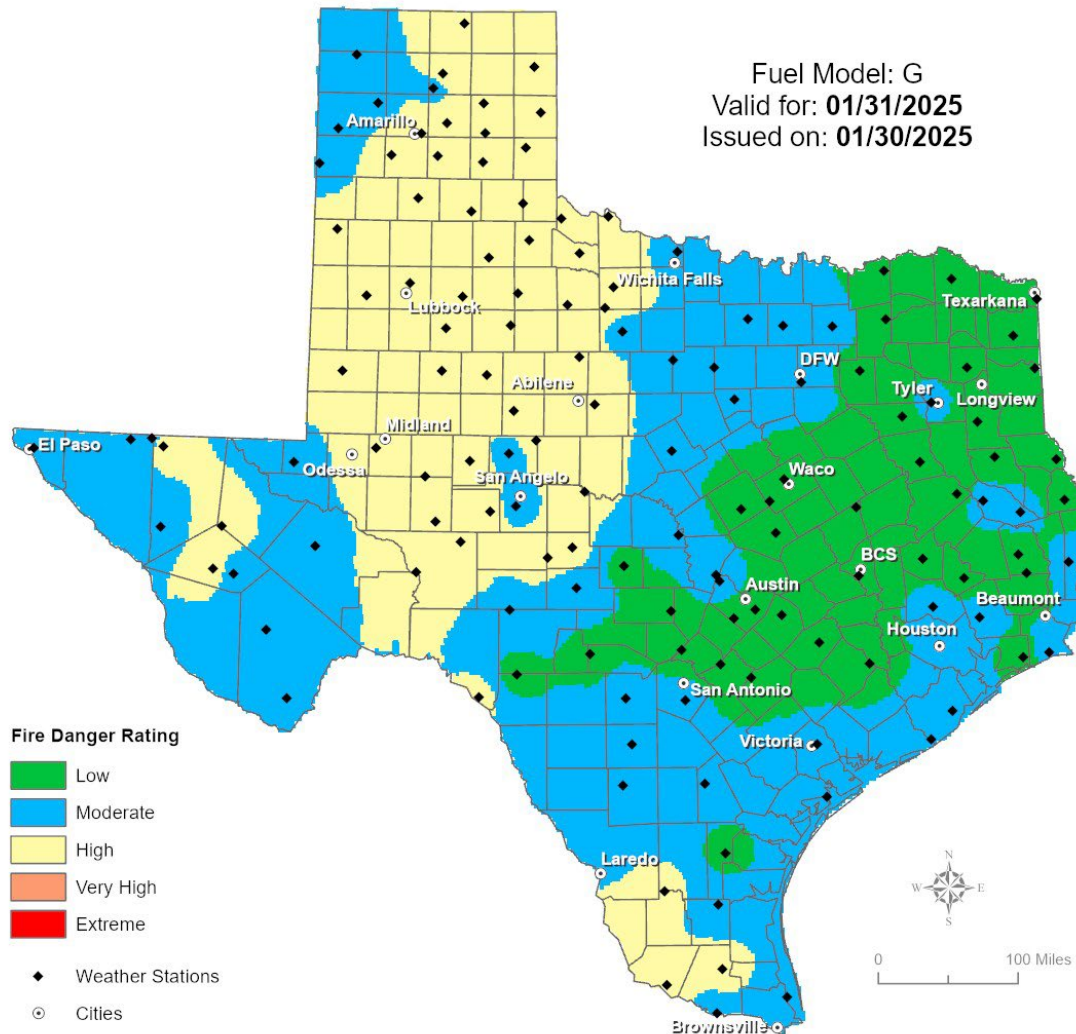 Fuel Model: G
Valid for: 01/31/2025
Issued on: 01/30/2025
Amarillo
Wichita Falls
Lubbock
Texarkana
DFW
Abilene
Tyler
Longview
Midland
El Paso
Odessa
San Angelo
Waco
BCS
Austin
Beaumont
Houston
San Antonio
Victoria
Laredo
Brownsville
Fire Danger Rating
Low
Moderate
High
Very High
Extreme
Weather Stations
Cities
N
W
E
S
0
100 Miles